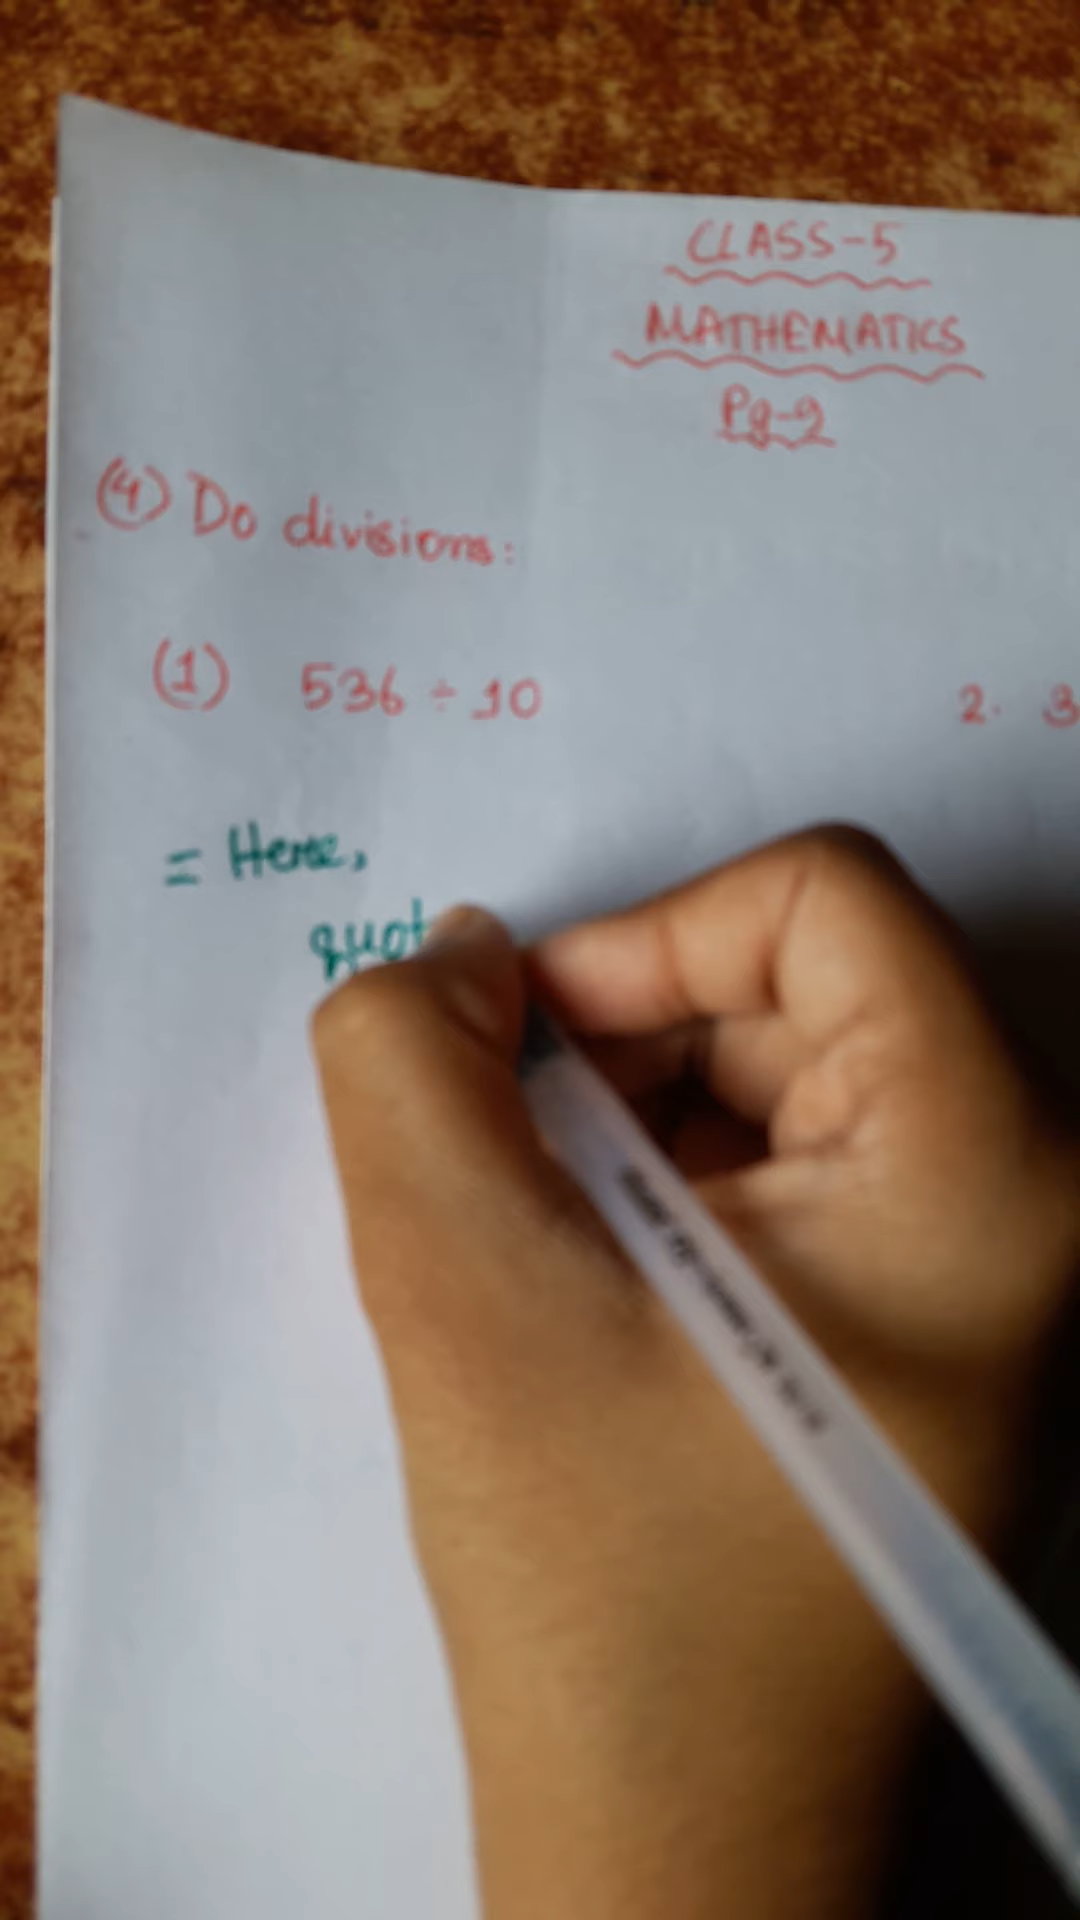 CLASS-5
MATHEMATICS
Pg-9
(4) Do divisions:
(1) 536 ÷ 10
2. 3
= Here,
quot